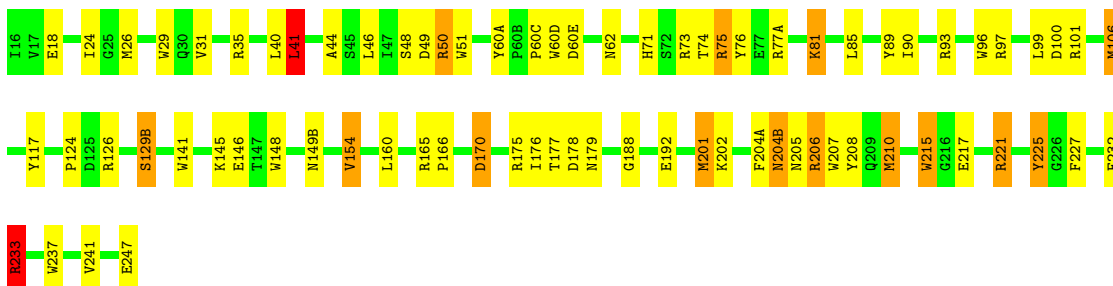 I16 V17 E18 I24 G25 M26 W29 Q30 V31 R35 L40 L41 A44 S45 L46 I47 S48 D49 R50 W51 Y60A P60B P60C W60D D60E N62 H71 S72 R73 T74 R75 Y76 E77 R77A K81 L85 Y89 I90 R93 W96 R97 L99 D100 R101 M106
Y117 P124 D125 R126 S129B W141 K145 E146 T147 W148 N149B V154 L160 R165 P166 D170 R175 I176 T177 D178 N179 G188 E192 M201 K202 F204A N204B N205 R206 W207 Y208 Q209 M210 W215 G216 E217 R221 Y225 G226 F227
R233 W237 V241 E247